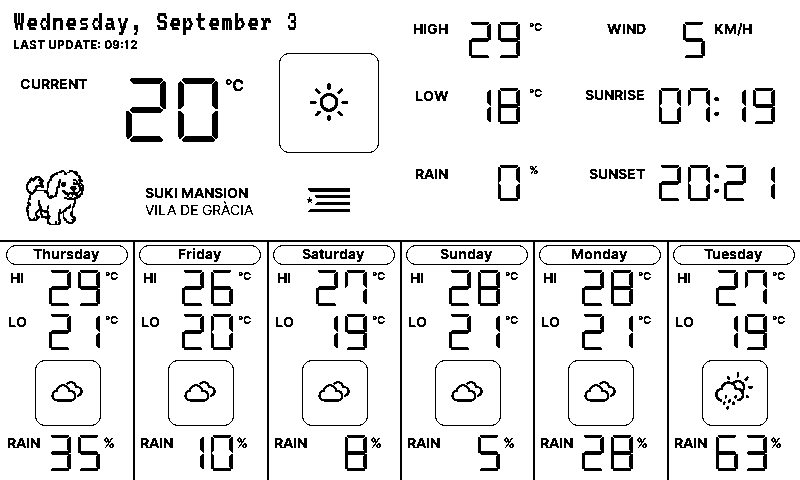 Wednesday, September 3
LAST UPDATE: 09:12
CURRENT 20 °C
SUKI MANSION
VILA DE GRÀCIA
HIGH 29 °C
LOW 18 °C
RAIN 0 %
WIND 5 KM/H
SUNRISE 07:19
SUNSET 20:21
Thursday
HI 29 °C
LO 21 °C
RAIN 35 %
Friday
HI 26 °C
LO 20 °C
RAIN 10 %
Saturday
HI 27 °C
LO 19 °C
RAIN 8 %
Sunday
HI 28 °C
LO 21 °C
RAIN 5 %
Monday
HI 28 °C
LO 21 °C
RAIN 28 %
Tuesday
HI 27 °C
LO 19 °C
RAIN 63 %